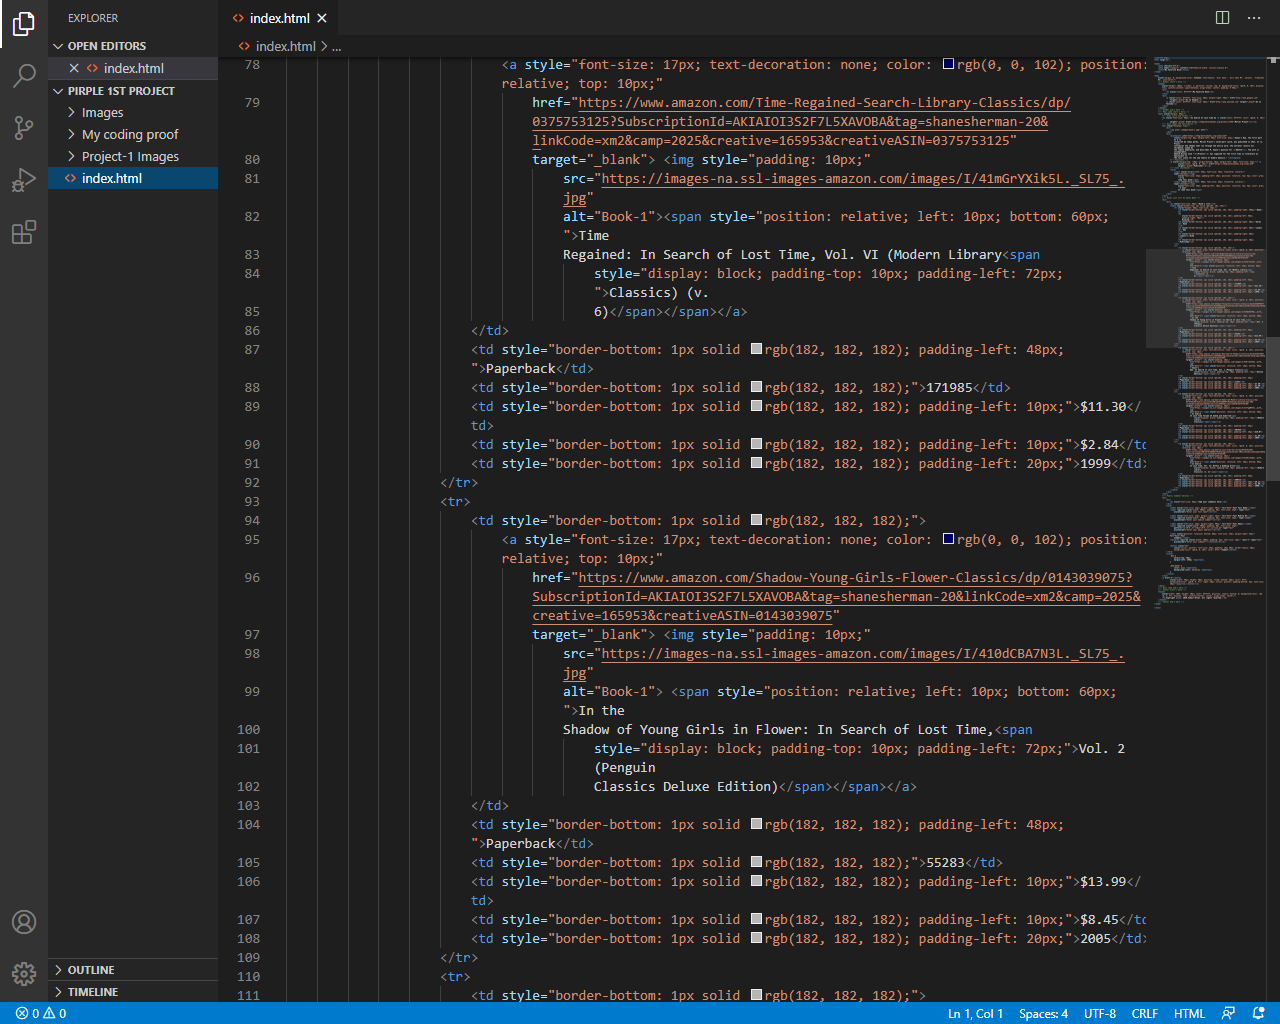 EXPLORER
OPEN EDITORS
index.html
PIRPLE 1ST PROJECT
Images
My coding proof
Project-1 Images
index.html
OUTLINE
TIMELINE
index.html
index.html > ...
78 <a style="font-size: 17px; text-decoration: none; color: rgb(0, 0, 102); position:
relative; top: 10px;"
79 href="https://www.amazon.com/Time-Regained-Search-Library-Classics/dp/
0375753125?SubscriptionId=AKIAIOI3S2F7L5XAVOBA&tag=shanesherman-20&
linkCode=xm2&camp=2025&creative=165953&creativeASIN=0375753125"
80 target="_blank"> <img style="padding: 10px;"
81 src="https://images-na.ssl-images-amazon.com/images/I/41mGrYXik5L._SL75_.
jpg"
82 alt="Book-1"><span style="position: relative; left: 10px; bottom: 60px;
">Time
83 Regained: In Search of Lost Time, Vol. VI (Modern Library<span
84 style="display: block; padding-top: 10px; padding-left: 72px;
">Classics) (v.
85 6)</span></span></a>
86 </td>
87 <td style="border-bottom: 1px solid rgb(182, 182, 182); padding-left: 48px;
">Paperback</td>
88 <td style="border-bottom: 1px solid rgb(182, 182, 182);">171985</td>
89 <td style="border-bottom: 1px solid rgb(182, 182, 182); padding-left: 10px;">$11.30</
td>
90 <td style="border-bottom: 1px solid rgb(182, 182, 182); padding-left: 10px;">$2.84</td
91 <td style="border-bottom: 1px solid rgb(182, 182, 182); padding-left: 20px;">1999</td>
92 </tr>
93 <tr>
94 <td style="border-bottom: 1px solid rgb(182, 182, 182);">
95 <a style="font-size: 17px; text-decoration: none; color: rgb(0, 0, 102); position:
relative; top: 10px;"
96 href="https://www.amazon.com/Shadow-Young-Girls-Flower-Classics/dp/0143039075?
SubscriptionId=AKIAIOI3S2F7L5XAVOBA&tag=shanesherman-20&linkCode=xm2&camp=2025&
creative=165953&creativeASIN=0143039075"
97 target="_blank"> <img style="padding: 10px;"
98 src="https://images-na.ssl-images-amazon.com/images/I/410dCBA7N3L._SL75_.
jpg"
99 alt="Book-1"> <span style="position: relative; left: 10px; bottom: 60px;
">In the
100 Shadow of Young Girls in Flower: In Search of Lost Time,<span
101 style="display: block; padding-top: 10px; padding-left: 72px;">Vol. 2
(Penguin
102 Classics Deluxe Edition)</span></span></a>
103 </td>
104 <td style="border-bottom: 1px solid rgb(182, 182, 182); padding-left: 48px;
">Paperback</td>
105 <td style="border-bottom: 1px solid rgb(182, 182, 182);">55283</td>
106 <td style="border-bottom: 1px solid rgb(182, 182, 182); padding-left: 10px;">$13.99</
td>
107 <td style="border-bottom: 1px solid rgb(182, 182, 182); padding-left: 10px;">$8.45</td
108 <td style="border-bottom: 1px solid rgb(182, 182, 182); padding-left: 20px;">2005</td>
109 </tr>
110 <tr>
111 <td style="border-bottom: 1px solid rgb(182, 182, 182);">
0 0 Ln 1, Col 1 Spaces: 4 UTF-8 CRLF HTML